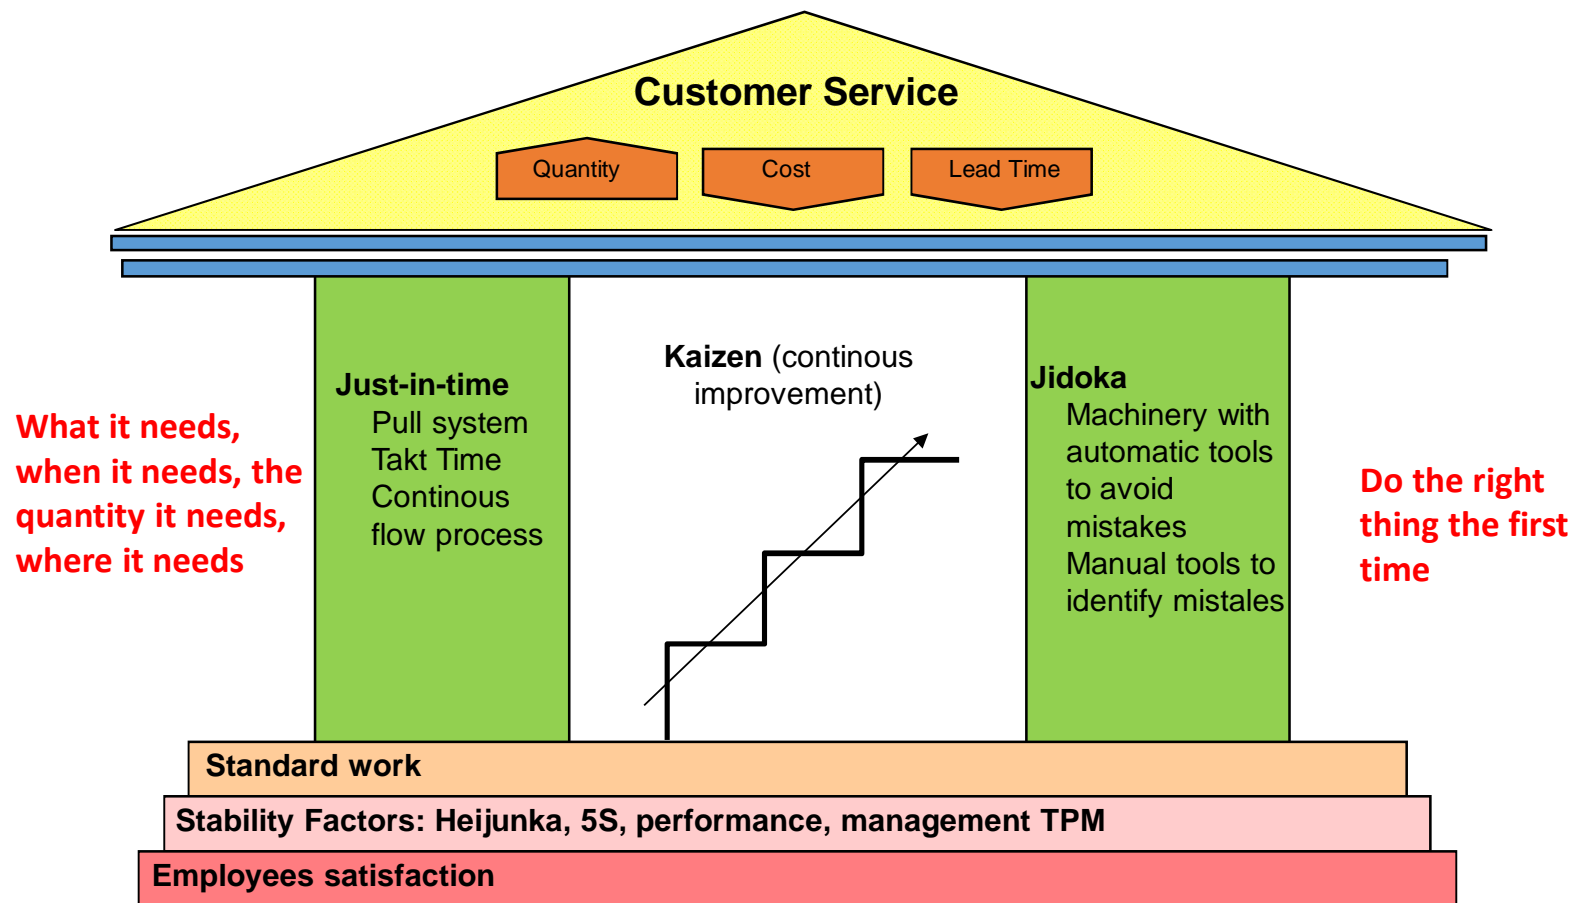 Customer Service
Quantity
Cost
Lead Time
What it needs,
when it needs, the
quantity it needs,
where it needs
Just-in-time
Pull system
Takt Time
Continous
flow process
Kaizen (continous
improvement)
Jidoka
Machinery with
automatic tools
to avoid
mistakes
Manual tools to
identify mistales
Do the right
thing the first
time
Standard work
Stability Factors: Heijunka, 5S, performance, management TPM
Employees satisfaction